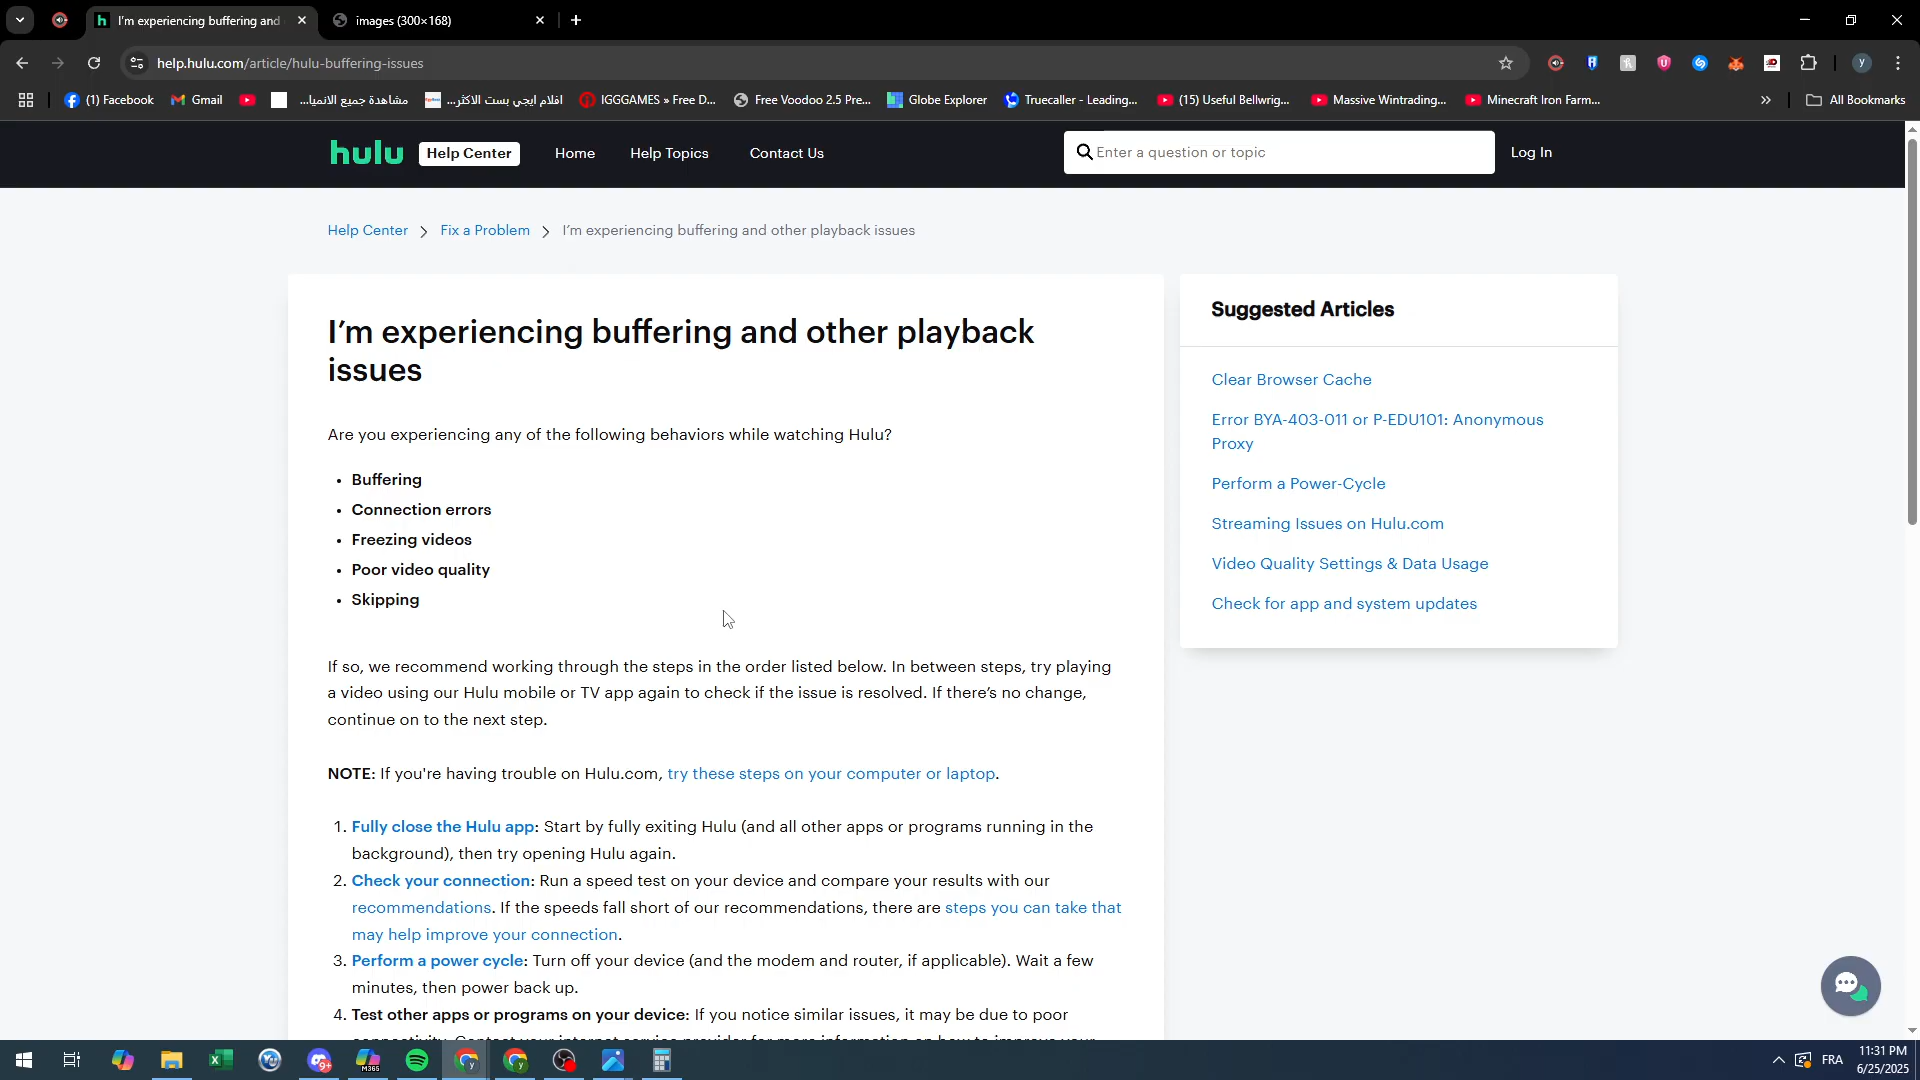 I'm experiencing buffering and
images (300×168)
help.hulu.com/article/hulu-buffering-issues
(1) Facebook
Gmail
مشاهدة جميع الانميا...
افلام ايجي بست الاكثر...
IGGGAMES » Free D...
Free Voodoo 2.5 Pre...
Globe Explorer
Truecaller - Leading...
(15) Useful Bellwrig...
Massive Wintrading...
Minecraft Iron Farm...
All Bookmarks
hulu
Help Center
Home
Help Topics
Contact Us
Enter a question or topic
Log In
Help Center
Fix a Problem
I'm experiencing buffering and other playback issues
I'm experiencing buffering and other playback
issues
Are you experiencing any of the following behaviors while watching Hulu?
• Buffering
• Connection errors
• Freezing videos
• Poor video quality
• Skipping
If so, we recommend working through the steps in the order listed below. In between steps, try playing
a video using our Hulu mobile or TV app again to check if the issue is resolved. If there's no change,
continue on to the next step.
NOTE: If you're having trouble on Hulu.com, try these steps on your computer or laptop.
1. Fully close the Hulu app: Start by fully exiting Hulu (and all other apps or programs running in the
background), then try opening Hulu again.
2. Check your connection: Run a speed test on your device and compare your results with our
recommendations. If the speeds fall short of our recommendations, there are steps you can take that
may help improve your connection.
3. Perform a power cycle: Turn off your device (and the modem and router, if applicable). Wait a few
minutes, then power back up.
4. Test other apps or programs on your device: If you notice similar issues, it may be due to poor
Suggested Articles
Clear Browser Cache
Error BYA-403-011 or P-EDU101: Anonymous
Proxy
Perform a Power-Cycle
Streaming Issues on Hulu.com
Video Quality Settings & Data Usage
Check for app and system updates
9+
M365
FRA
11:31 PM
6/25/2025